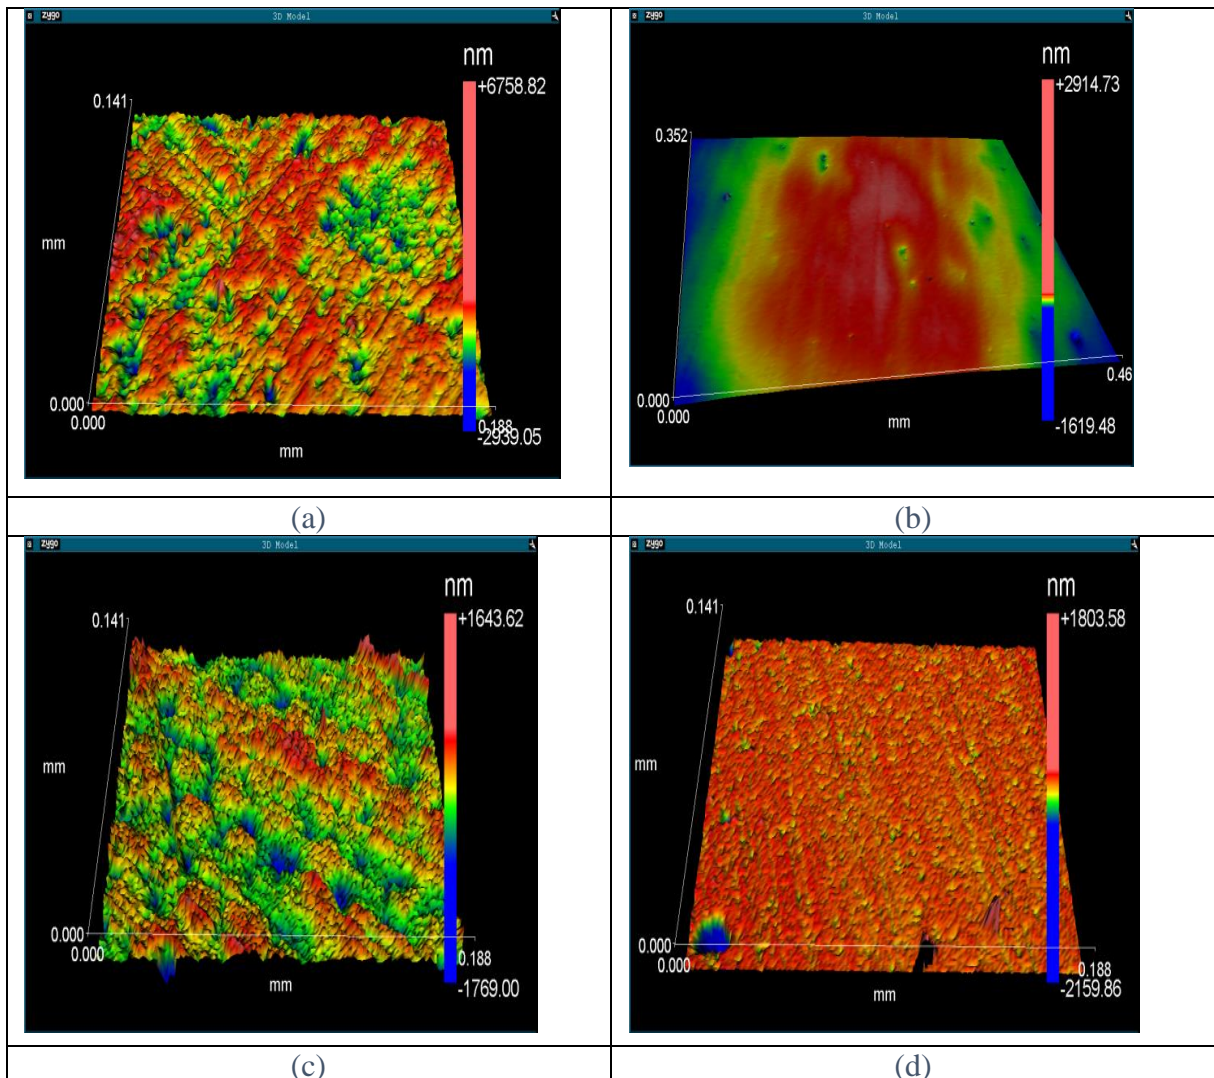 zygo 3D Model
nm
+6758.82
0.141
mm
0.000
0.000
0.188
-2939.05
mm
(a)
zygo 3D Model
nm
+2914.73
0.352
0.46
0.000
0.000
mm
-1619.48
(b)
zygo 3D Model
nm
+1643.62
0.141
mm
0.000
0.000
0.188
-1769.00
mm
(c)
zygo 3D Model
nm
+1803.58
0.141
mm
0.000
0.000
0.188
-2159.86
mm
(d)